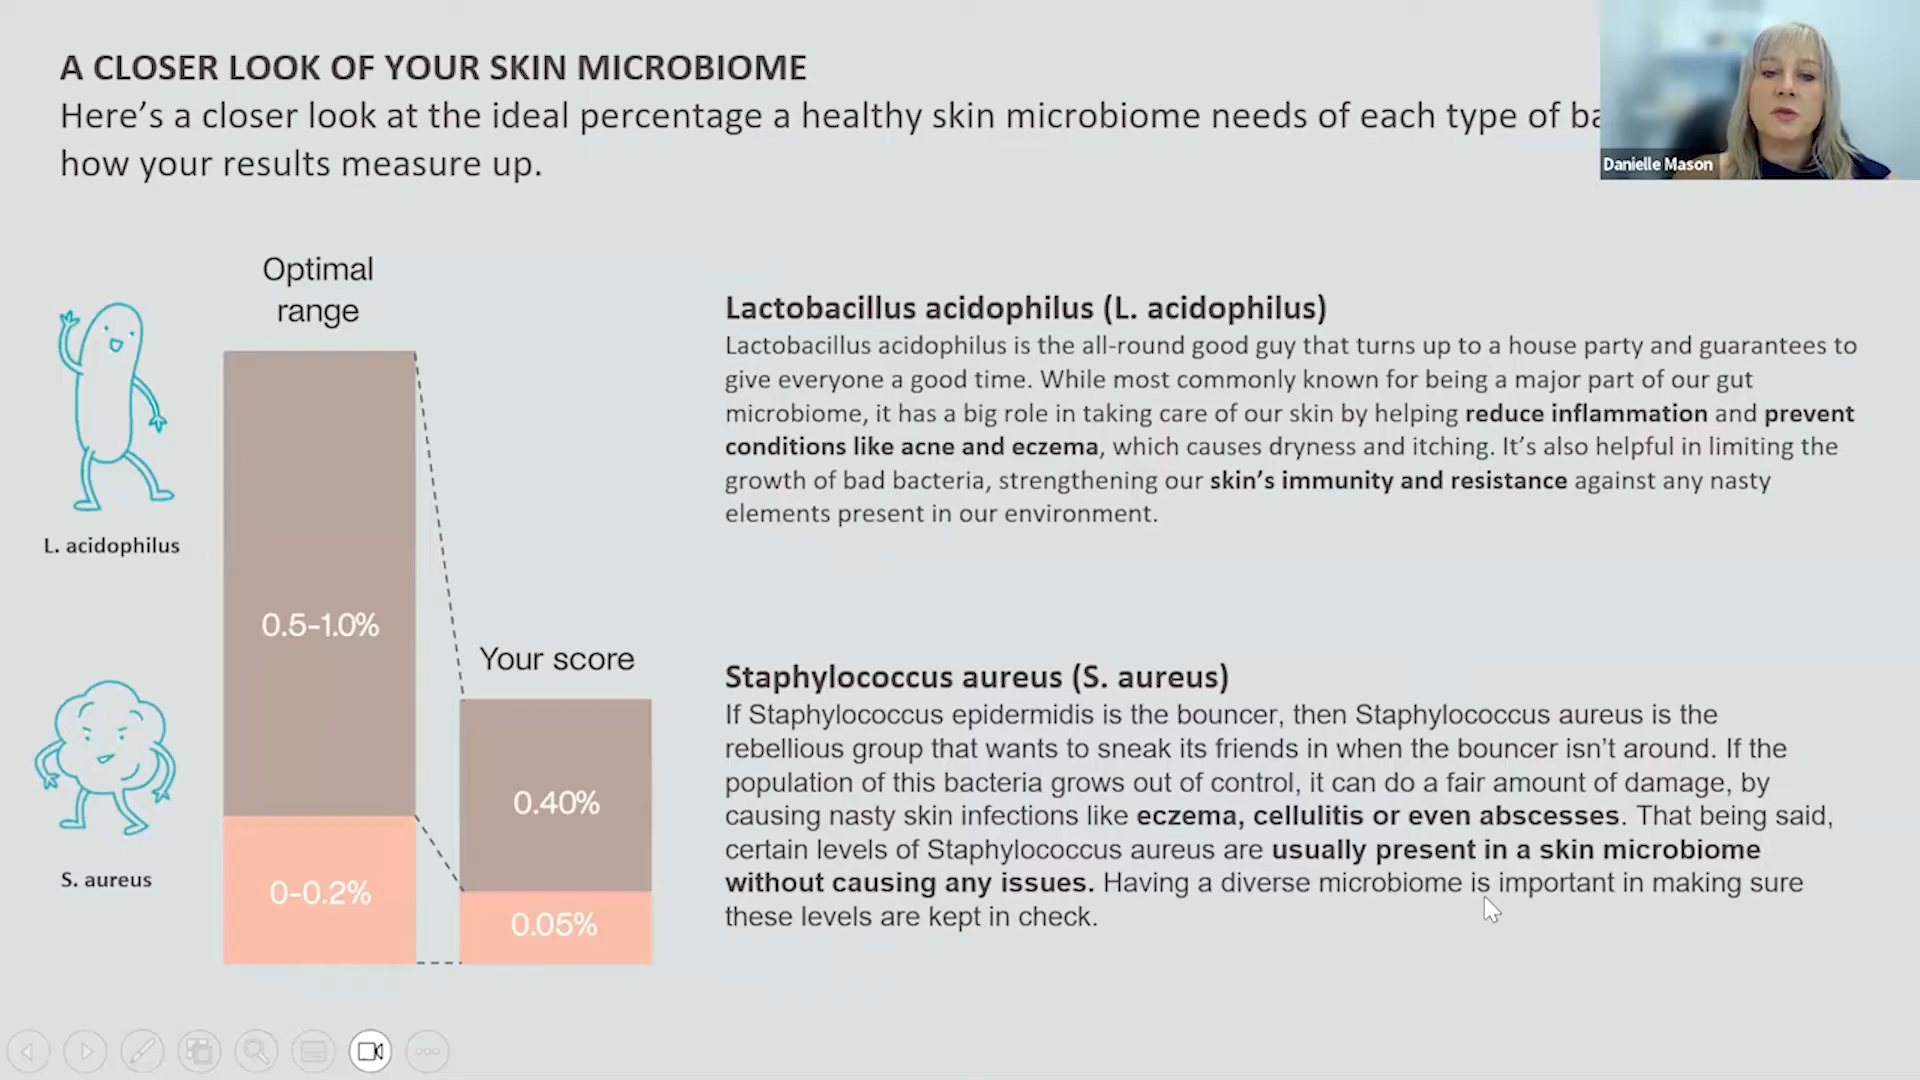 A CLOSER LOOK OF YOUR SKIN MICROBIOME
Here’s a closer look at the ideal percentage a healthy skin microbiome needs of each type of
how your results measure up.
Danielle Mason
Optimal
range
L. acidophilus
0.5-1.0%
S. aureus
0-0.2%
Your score
0.40%
0.05%
Lactobacillus acidophilus (L. acidophilus)
Lactobacillus acidophilus is the all-round good guy that turns up to a house party and guarantees to
give everyone a good time. While most commonly known for being a major part of our gut
microbiome, it has a big role in taking care of our skin by helping reduce inflammation and prevent
conditions like acne and eczema, which causes dryness and itching. It’s also helpful in limiting the
growth of bad bacteria, strengthening our skin’s immunity and resistance against any nasty
elements present in our environment.
Staphylococcus aureus (S. aureus)
If Staphylococcus epidermidis is the bouncer, then Staphylococcus aureus is the
rebellious group that wants to sneak its friends in when the bouncer isn’t around. If the
population of this bacteria grows out of control, it can do a fair amount of damage, by
causing nasty skin infections like eczema, cellulitis or even abscesses. That being said,
certain levels of Staphylococcus aureus are usually present in a skin microbiome
without causing any issues. Having a diverse microbiome is important in making sure
these levels are kept in check.